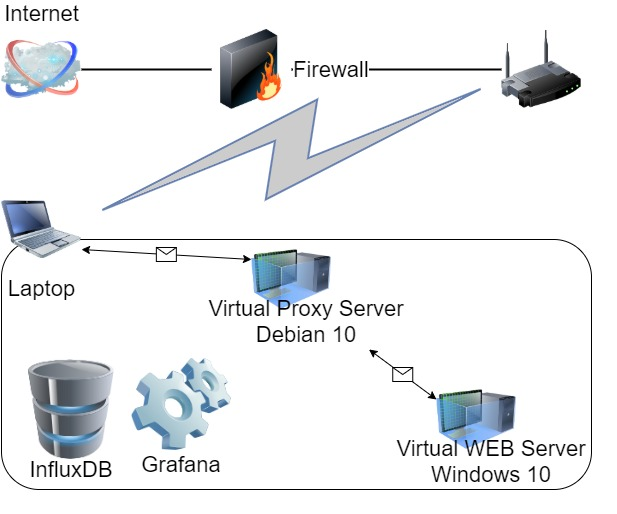 Internet
Firewall
Laptop
Virtual Proxy Server
Debian 10
InfluxDB
Grafana
Virtual WEB Server
Windows 10